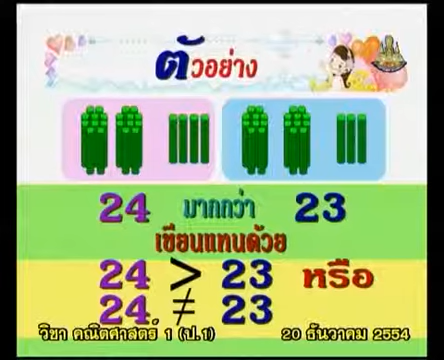 ตัวอย่าง
24 มากกว่า 23
เขียนแทนด้วย
24 > 23 หรือ
24 ≠ 23
วิชา คณิตศาสตร์ 1 (ป.1) 20 ธันวาคม 2554